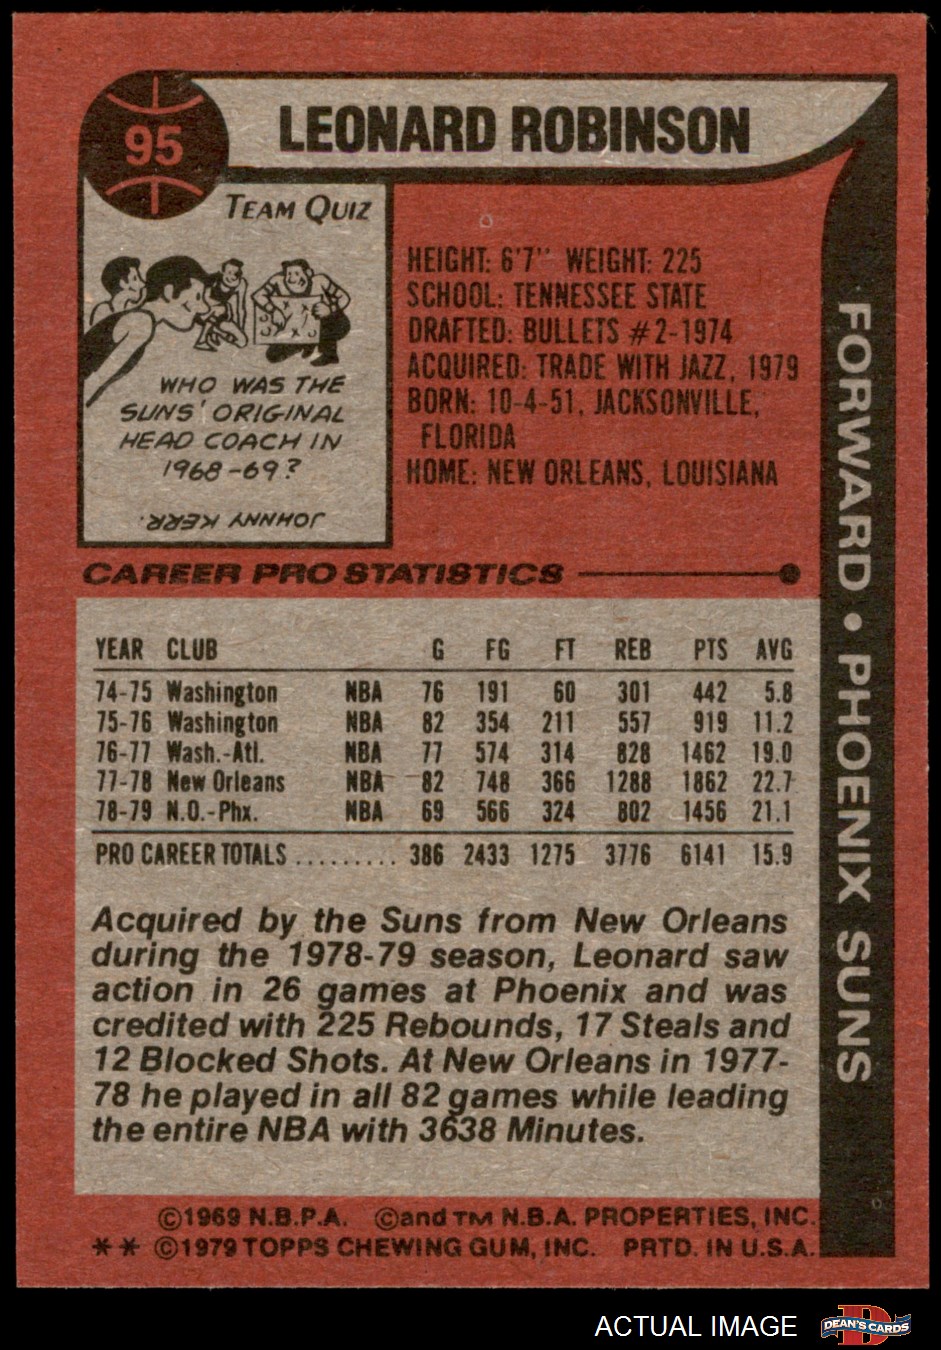 95
LEONARD ROBINSON
TEAM QUIZ
WHO WAS THE
SUNS' ORIGINAL
HEAD COACH IN
1968-69?
JOHNNY KERR.
HEIGHT: 6'7" WEIGHT: 225
SCHOOL: TENNESSEE STATE
DRAFTED: BULLETS #2-1974
ACQUIRED: TRADE WITH JAZZ, 1979
BORN: 10-4-51, JACKSONVILLE,
FLORIDA
HOME: NEW ORLEANS, LOUISIANA
FORWARD • PHOENIX SUNS
CAREER PRO STATISTICS
YEAR CLUB G FG FT REB PTS AVG
74-75 Washington NBA 76 191 60 301 442 5.8
75-76 Washington NBA 82 354 211 557 919 11.2
76-77 Wash.-Atl. NBA 77 574 314 828 1462 19.0
77-78 New Orleans NBA 82 748 366 1288 1862 22.7
78-79 N.O.-Phx. NBA 69 566 324 802 1456 21.1
PRO CAREER TOTALS ......... 386 2433 1275 3776 6141 15.9
Acquired by the Suns from New Orleans
during the 1978-79 season, Leonard saw
action in 26 games at Phoenix and was
credited with 225 Rebounds, 17 Steals and
12 Blocked Shots. At New Orleans in 1977-
78 he played in all 82 games while leading
the entire NBA with 3638 Minutes.
©1969 N.B.P.A. ©and TM N.B.A. PROPERTIES, INC.
** ©1979 TOPPS CHEWING GUM, INC. PRTD. IN U.S.A.
ACTUAL IMAGE
D
DEAN'S CARDS